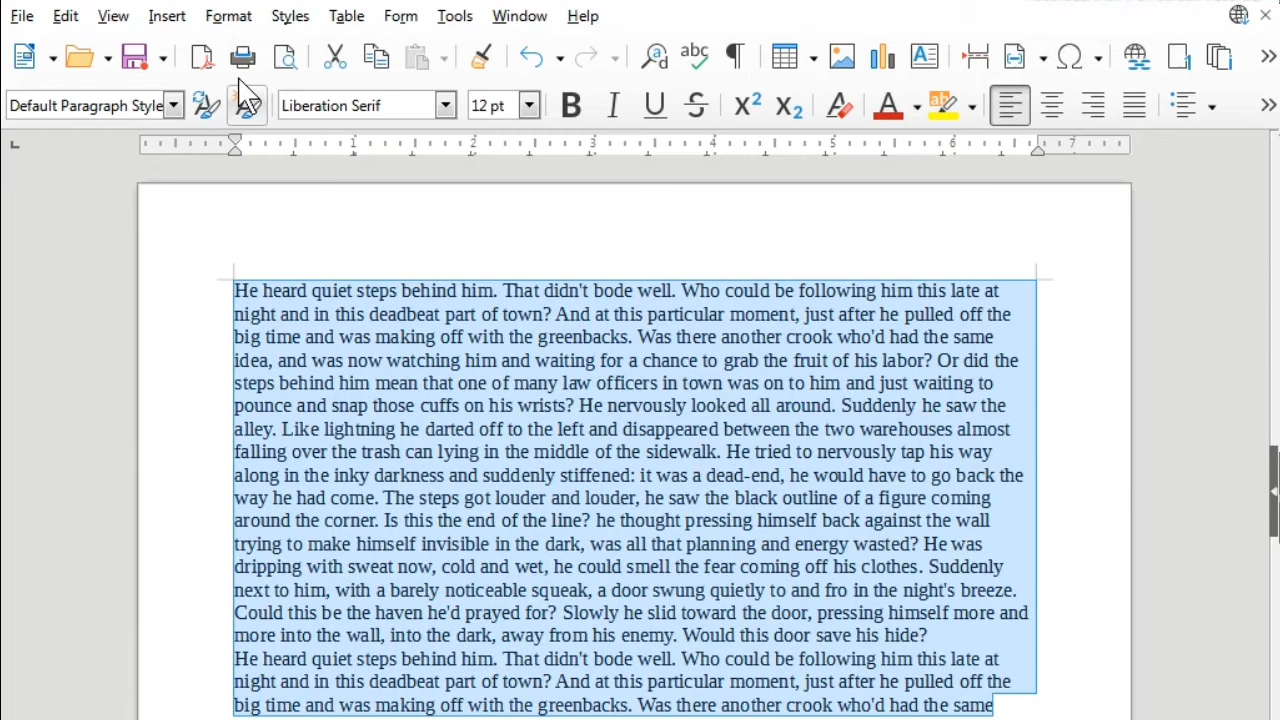 File Edit View Insert Format Styles Table Form Tools Window Help
Default Paragraph Style Liberation Serif 12 pt
1 2 3 4 5 6 7
He heard quiet steps behind him. That didn't bode well. Who could be following him this late at
night and in this deadbeat part of town? And at this particular moment, just after he pulled off the
big time and was making off with the greenbacks. Was there another crook who'd had the same
idea, and was now watching him and waiting for a chance to grab the fruit of his labor? Or did the
steps behind him mean that one of many law officers in town was on to him and just waiting to
pounce and snap those cuffs on his wrists? He nervously looked all around. Suddenly he saw the
alley. Like lightning he darted off to the left and disappeared between the two warehouses almost
falling over the trash can lying in the middle of the sidewalk. He tried to nervously tap his way
along in the inky darkness and suddenly stiffened: it was a dead-end, he would have to go back the
way he had come. The steps got louder and louder, he saw the black outline of a figure coming
around the corner. Is this the end of the line? he thought pressing himself back against the wall
trying to make himself invisible in the dark, was all that planning and energy wasted? He was
dripping with sweat now, cold and wet, he could smell the fear coming off his clothes. Suddenly
next to him, with a barely noticeable squeak, a door swung quietly to and fro in the night's breeze.
Could this be the haven he'd prayed for? Slowly he slid toward the door, pressing himself more and
more into the wall, into the dark, away from his enemy. Would this door save his hide?
He heard quiet steps behind him. That didn't bode well. Who could be following him this late at
night and in this deadbeat part of town? And at this particular moment, just after he pulled off the
big time and was making off with the greenbacks. Was there another crook who'd had the same